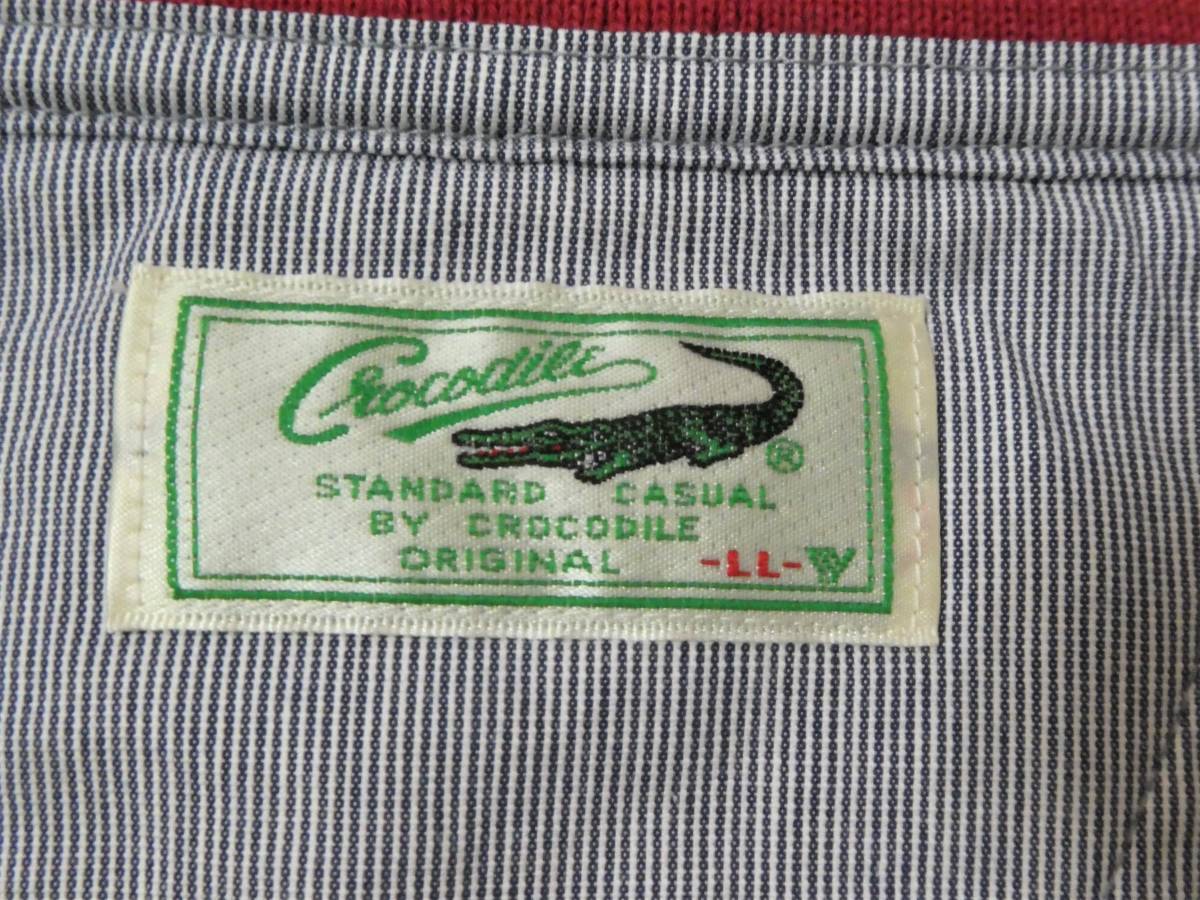 Crocodile
®
STANDARD CASUAL
BY CROCODILE
ORIGINAL -LL-